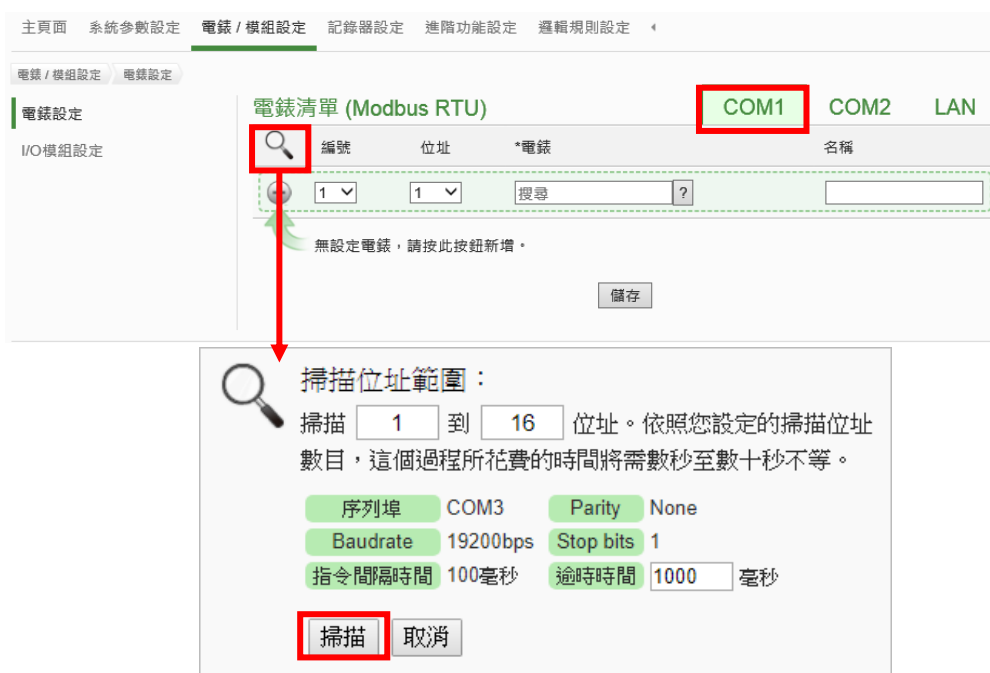 主頁面 系統參數設定 電錶 / 模組設定 記錄器設定 進階功能設定 邏輯規則設定
電錶 / 模組設定 電錶設定
電錶設定
I/O模組設定
電錶清單 (Modbus RTU) COM1 COM2 LAN
編號 位址 *電錶 名稱
1 1 搜尋 ?
無設定電錶，請按此按鈕新增。
儲存
掃描位址範圍：
掃描 1 到 16 位址。依照您設定的掃描位址
數目，這個過程所花費的時間將需數秒至數十秒不等。
序列埠 COM3 Parity None
Baudrate 19200bps Stop bits 1
指令間隔時間 100毫秒 逾時時間 1000 毫秒
掃描 取消